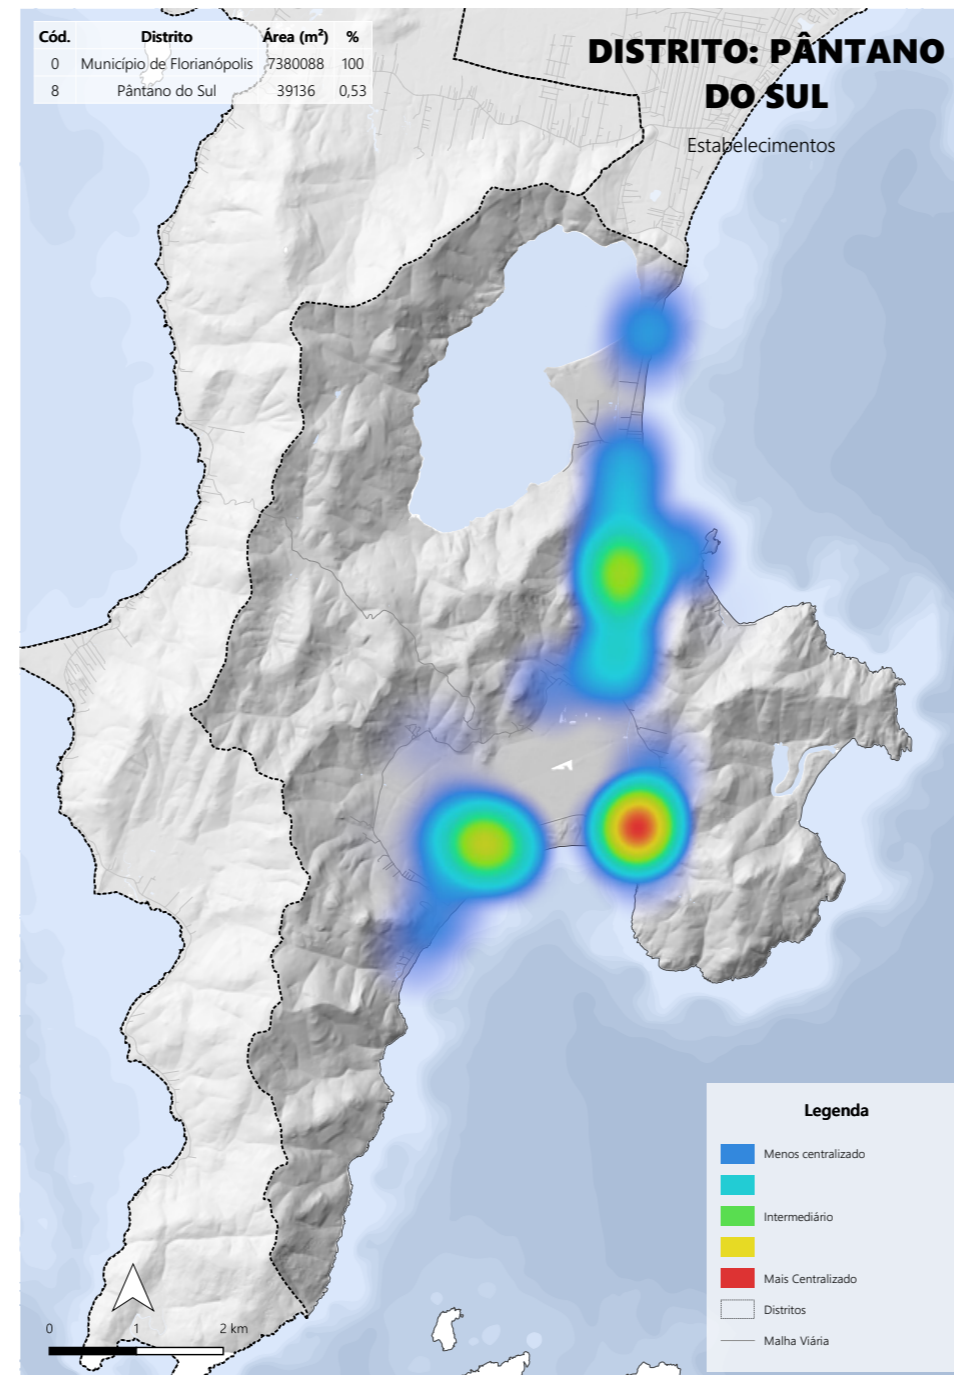 Cód. Distrito Área (m²) %
0 Município de Florianópolis 7380088 100
8 Pântano do Sul 39136 0,53
DISTRITO: PÂNTANO
DO SUL
Estabelecimentos
Legenda
Menos centralizado
Intermediário
Mais Centralizado
Distritos
Malha Viária
0 1 2 km